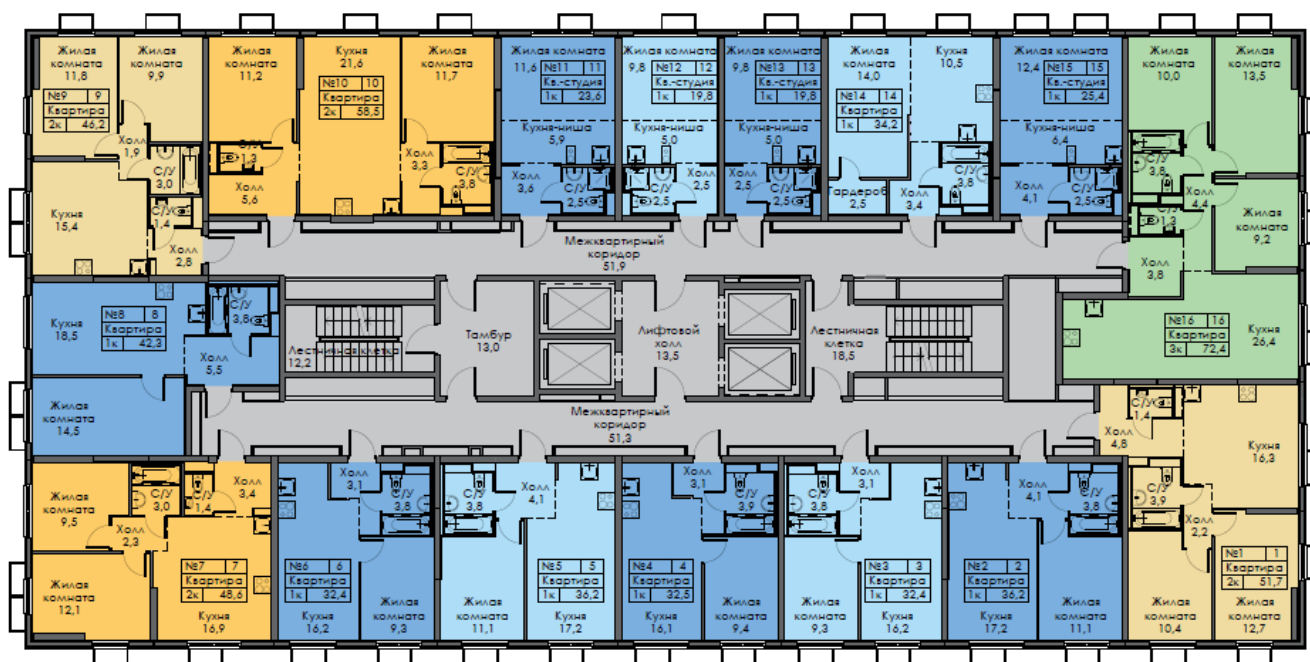 Жилая
комната
11,8
Жилая
комната
9,9
№9 9
Квартира
2к 46,2
Холл
1,9
С/У
3,0
Кухня
15,4
С/У
1,4
Холл
2,8
Жилая
комната
11,2
Кухня
21,6
№10 10
Квартира
2к 58,5
Жилая
комната
11,7
С/У
1,3
Холл
5,6
Холл
3,3
С/У
3,8
Жилая комната
11,6
№11 11
Кв.-студия
1к 23,6
Кухня-ниша
5,9
Холл
3,6
С/У
2,5
Жилая комната
9,8
№12 12
Кв.-студия
1к 19,8
Кухня-ниша
5,0
С/У
2,5
Холл
2,5
Жилая комната
9,8
№13 13
Кв.-студия
1к 19,8
Кухня-ниша
5,0
Холл
2,5
С/У
2,5
Жилая
комната
14,0
Кухня
10,5
№14 14
Квартира
1к 34,2
Гардероб
2,5
Холл
3,4
С/У
3,8
Жилая комната
12,4
№15 15
Кв.-студия
1к 25,4
Кухня-ниша
6,4
Холл
4,1
С/У
2,5
Жилая
комната
10,0
Жилая
комната
13,5
С/У
3,8
Холл
4,4
С/У
1,3
Жилая
комната
9,2
Холл
3,8
№16 16
Квартира
3к 72,4
Кухня
26,4
Межквартирный
коридор
51,9
Кухня
18,5
№8 8
Квартира
1к 42,3
С/У
3,8
Холл
5,5
Жилая
комната
14,5
Лестничная клетка
12,2
Тамбур
13,0
Лифтовой
холл
13,5
Лестничная
клетка
18,5
Межквартирный
коридор
51,3
Жилая
комната
9,5
С/У
3,0
С/У
1,4
Холл
3,4
Холл
2,3
Жилая
комната
12,1
№7 7
Квартира
2к 48,6
Кухня
16,9
Холл
3,1
С/У
3,8
№6 6
Квартира
1к 32,4
Кухня
16,2
Жилая
комната
9,3
С/У
3,8
Холл
4,1
№5 5
Квартира
1к 36,2
Жилая
комната
11,1
Кухня
17,2
Холл
3,1
С/У
3,9
№4 4
Квартира
1к 32,5
Кухня
16,1
Жилая
комната
9,4
С/У
3,8
Холл
3,1
№3 3
Квартира
1к 32,4
Жилая
комната
9,3
Кухня
16,2
Холл
4,1
С/У
3,8
№2 2
Квартира
1к 36,2
Кухня
17,2
Жилая
комната
11,1
С/У
1,4
Холл
4,8
Кухня
16,3
С/У
3,9
Холл
2,2
№1 1
Квартира
2к 51,7
Жилая
комната
10,4
Жилая
комната
12,7